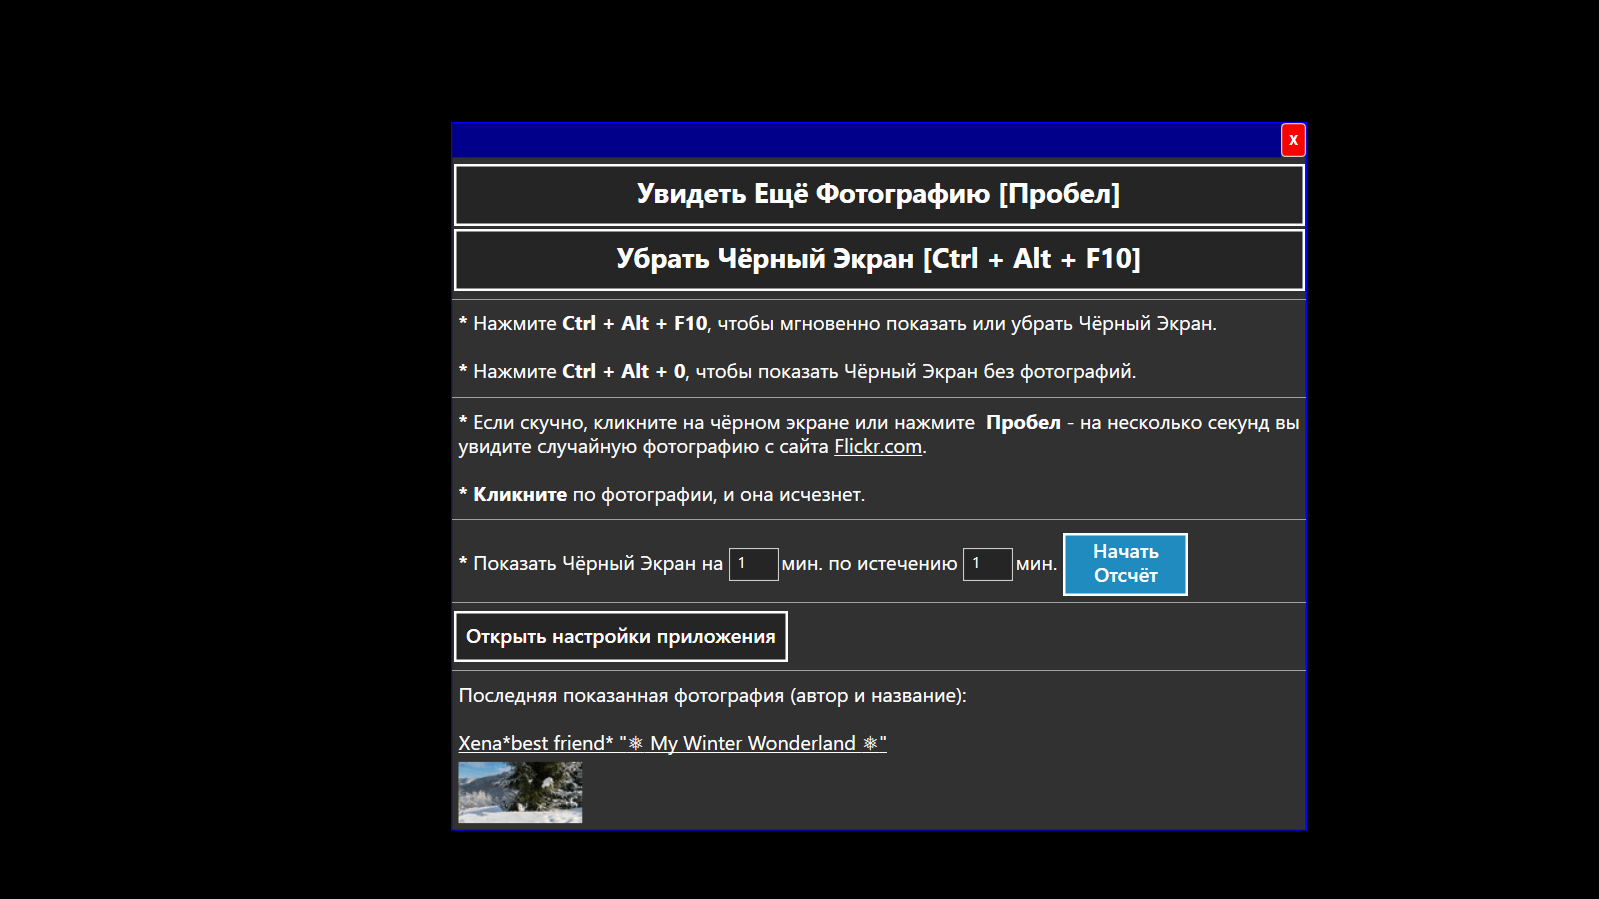 x
Увидеть Ещё Фотографию [Пробел]
Убрать Чёрный Экран [Ctrl + Alt + F10]
* Нажмите Ctrl + Alt + F10, чтобы мгновенно показать или убрать Чёрный Экран.
* Нажмите Ctrl + Alt + 0, чтобы показать Чёрный Экран без фотографий.
* Если скучно, кликните на чёрном экране или нажмите  Пробел - на несколько секунд вы
увидите случайную фотографию с сайта Flickr.com.
* Кликните по фотографии, и она исчезнет.
* Показать Чёрный Экран на 1 мин. по истечению 1 мин. Начать
Отсчёт
Открыть настройки приложения
Последняя показанная фотография (автор и название):
Xena*best friend* "❅ My Winter Wonderland ❅"